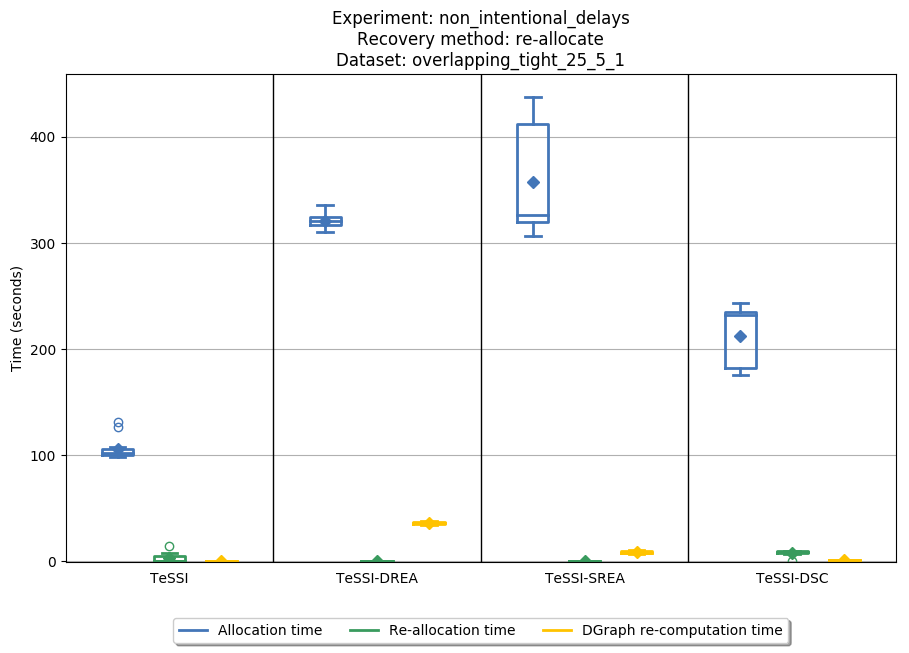 Experiment: non_intentional_delays
Recovery method: re-allocate
Dataset: overlapping_tight_25_5_1
Time (seconds)
400
300
200
100
0
TeSSI
TeSSI-DREA
TeSSI-SREA
TeSSI-DSC
Allocation time
Re-allocation time
DGraph re-computation time